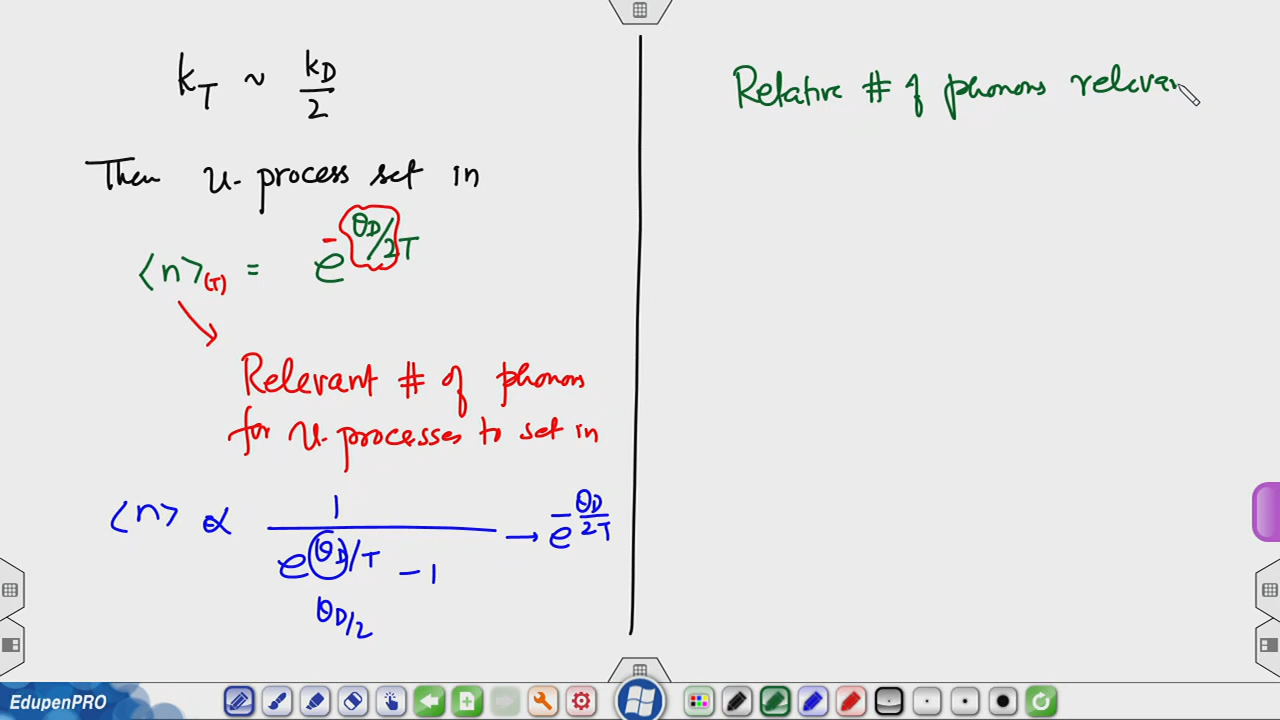 k_T ~ k_D/2
Then U-process set in
<n>(T) = e^{-θ_D/2T}
Relevant # of phonons
for U-processes to set in
<n> ∝ 1/(e^{θ_D/T} - 1) → e^{-θ_D/2T}
θ_D/2
Relative # of phonons relevan
EdupenPRO